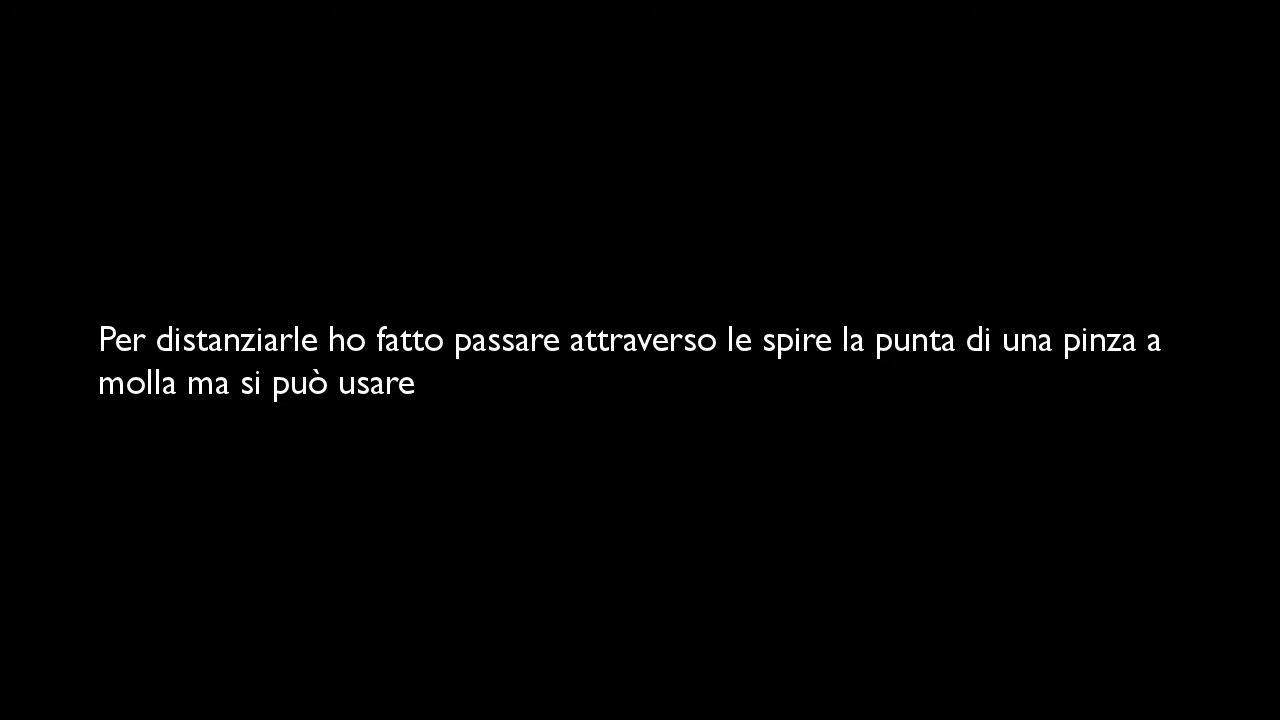 Per distanziarle ho fatto passare attraverso le spire la punta di una pinza a
molla ma si può usare